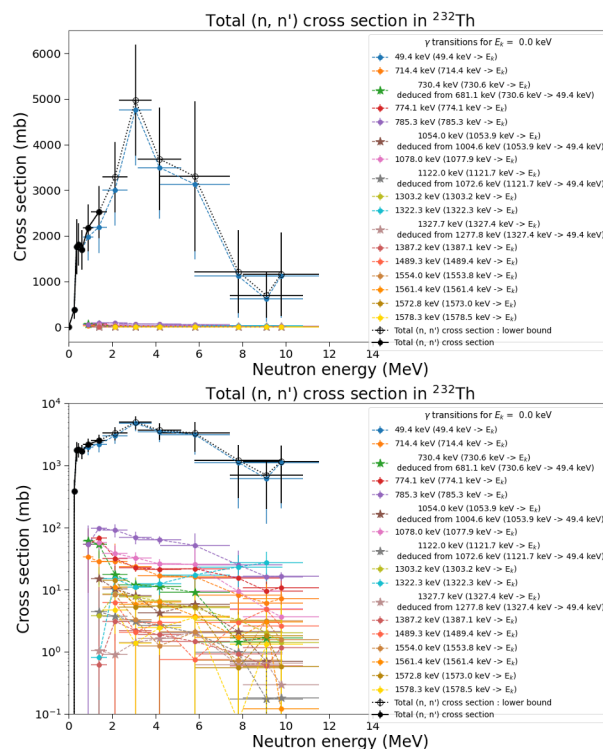 Total (n, n') cross section in ²³²Th
Cross section (mb)
6000
5000
4000
3000
2000
1000
0
0 2 4 6 8 10 12 14
Neutron energy (MeV)
γ transitions for Eₖ = 0.0 keV
49.4 keV (49.4 keV -> Eₖ)
714.4 keV (714.4 keV -> Eₖ)
730.4 keV (730.6 keV -> Eₖ)
deduced from 681.1 keV (730.6 keV -> 49.4 keV)
774.1 keV (774.1 keV -> Eₖ)
785.3 keV (785.3 keV -> Eₖ)
1054.0 keV (1053.9 keV -> Eₖ)
deduced from 1004.6 keV (1053.9 keV -> 49.4 keV)
1078.0 keV (1077.9 keV -> Eₖ)
1122.0 keV (1121.7 keV -> Eₖ)
deduced from 1072.6 keV (1121.7 keV -> 49.4 keV)
1303.2 keV (1303.2 keV -> Eₖ)
1322.3 keV (1322.3 keV -> Eₖ)
1327.7 keV (1327.4 keV -> Eₖ)
deduced from 1277.8 keV (1327.4 keV -> 49.4 keV)
1387.2 keV (1387.1 keV -> Eₖ)
1489.3 keV (1489.4 keV -> Eₖ)
1554.0 keV (1553.8 keV -> Eₖ)
1561.4 keV (1561.4 keV -> Eₖ)
1572.8 keV (1573.0 keV -> Eₖ)
1578.3 keV (1578.5 keV -> Eₖ)
Total (n, n') cross section : lower bound
Total (n, n') cross section
Total (n, n') cross section in ²³²Th
Cross section (mb)
10⁴
10³
10²
10¹
10⁰
10⁻¹
0 2 4 6 8 10 12 14
Neutron energy (MeV)
γ transitions for Eₖ = 0.0 keV
49.4 keV (49.4 keV -> Eₖ)
714.4 keV (714.4 keV -> Eₖ)
730.4 keV (730.6 keV -> Eₖ)
deduced from 681.1 keV (730.6 keV -> 49.4 keV)
774.1 keV (774.1 keV -> Eₖ)
785.3 keV (785.3 keV -> Eₖ)
1054.0 keV (1053.9 keV -> Eₖ)
deduced from 1004.6 keV (1053.9 keV -> 49.4 keV)
1078.0 keV (1077.9 keV -> Eₖ)
1122.0 keV (1121.7 keV -> Eₖ)
deduced from 1072.6 keV (1121.7 keV -> 49.4 keV)
1303.2 keV (1303.2 keV -> Eₖ)
1322.3 keV (1322.3 keV -> Eₖ)
1327.7 keV (1327.4 keV -> Eₖ)
deduced from 1277.8 keV (1327.4 keV -> 49.4 keV)
1387.2 keV (1387.1 keV -> Eₖ)
1489.3 keV (1489.4 keV -> Eₖ)
1554.0 keV (1553.8 keV -> Eₖ)
1561.4 keV (1561.4 keV -> Eₖ)
1572.8 keV (1573.0 keV -> Eₖ)
1578.3 keV (1578.5 keV -> Eₖ)
Total (n, n') cross section : lower bound
Total (n, n') cross section